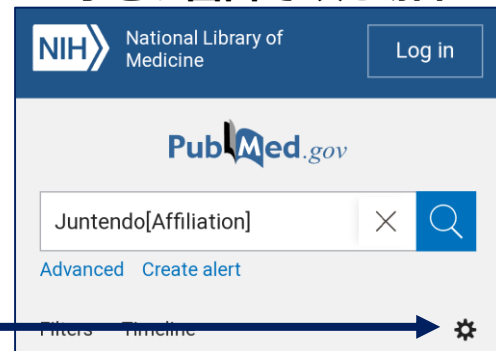 NIH National Library of Medicine
Log in
PubMed.gov
Juntendo[Affiliation]
Advanced Create alert
Filters Timeline